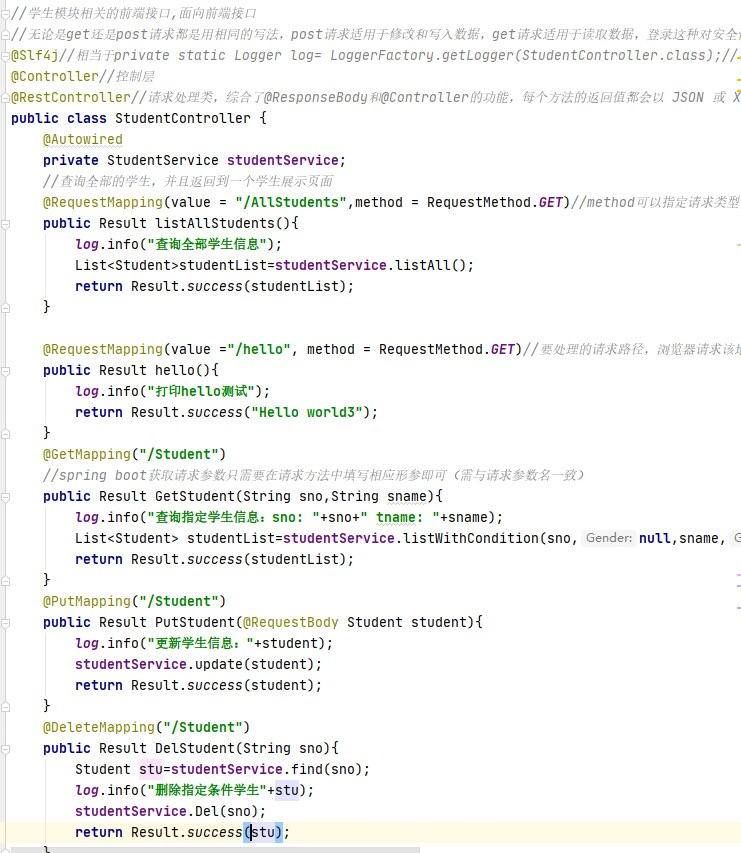 //学生模块相关的前端接口,面向前端接口
//无论是get还是post请求都是用相同的写法，post请求适用于修改和写入数据，get请求适用于读取数据，登录这种对安全
@Slf4j//相当于private static Logger log= LoggerFactory.getLogger(StudentController.class);//
@Controller//控制层
@RestController//请求处理类，综合了@ResponseBody和@Controller的功能，每个方法的返回值都会以 JSON 或 X
public class StudentController {
@Autowired
private StudentService studentService;
//查询全部的学生，并且返回到一个学生展示页面
@RequestMapping(value = "/AllStudents",method = RequestMethod.GET)//method可以指定请求类型
public Result listAllStudents(){
log.info("查询全部学生信息");
List<Student>studentList=studentService.listAll();
return Result.success(studentList);
}
@RequestMapping(value ="/hello", method = RequestMethod.GET)//要处理的请求路径，浏览器请求该
public Result hello(){
log.info("打印hello测试");
return Result.success("Hello world3");
}
@GetMapping("/Student")
//spring boot获取请求参数只需要在请求方法中填写相应形参即可（需与请求参数名一致）
public Result GetStudent(String sno,String sname){
log.info("查询指定学生信息：sno: "+sno+" tname: "+sname);
List<Student> studentList=studentService.listWithCondition(sno, Gender: null,sname, G
return Result.success(studentList);
}
@PutMapping("/Student")
public Result PutStudent(@RequestBody Student student){
log.info("更新学生信息："+student);
studentService.update(student);
return Result.success(student);
}
@DeleteMapping("/Student")
public Result DelStudent(String sno){
Student stu=studentService.find(sno);
log.info("删除指定条件学生"+stu);
studentService.Del(sno);
return Result.success(stu);
}